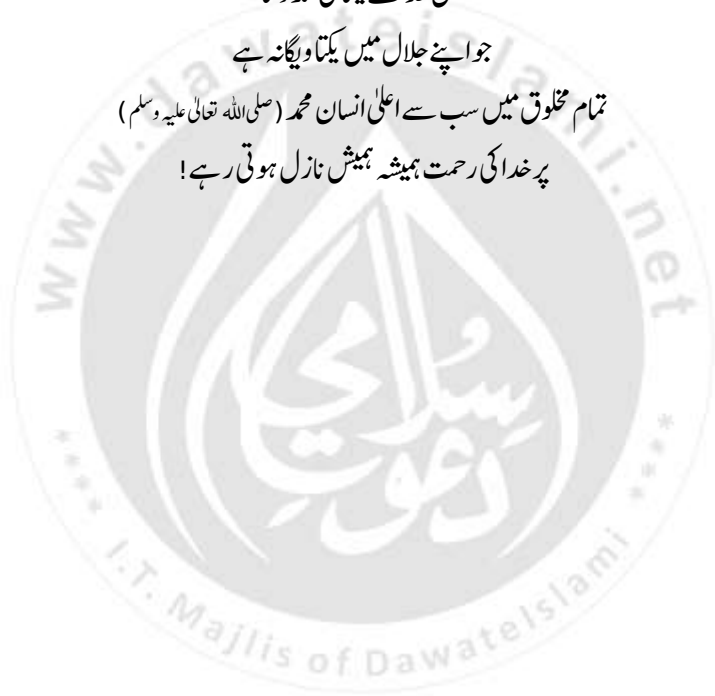 جو اپنے جلال میں یکتا و یگانہ ہے
تمام مخلوق میں سب سے اعلیٰ انسان محمد (صلی اللہ تعالیٰ علیہ وسلم)
پر خدا کی رحمت ہمیشہ ہمیش نازل ہوتی رہے!
www.dawateislami.net
دعوتِ اسلامی
**** I.T. Majlis of DawateIslami ****